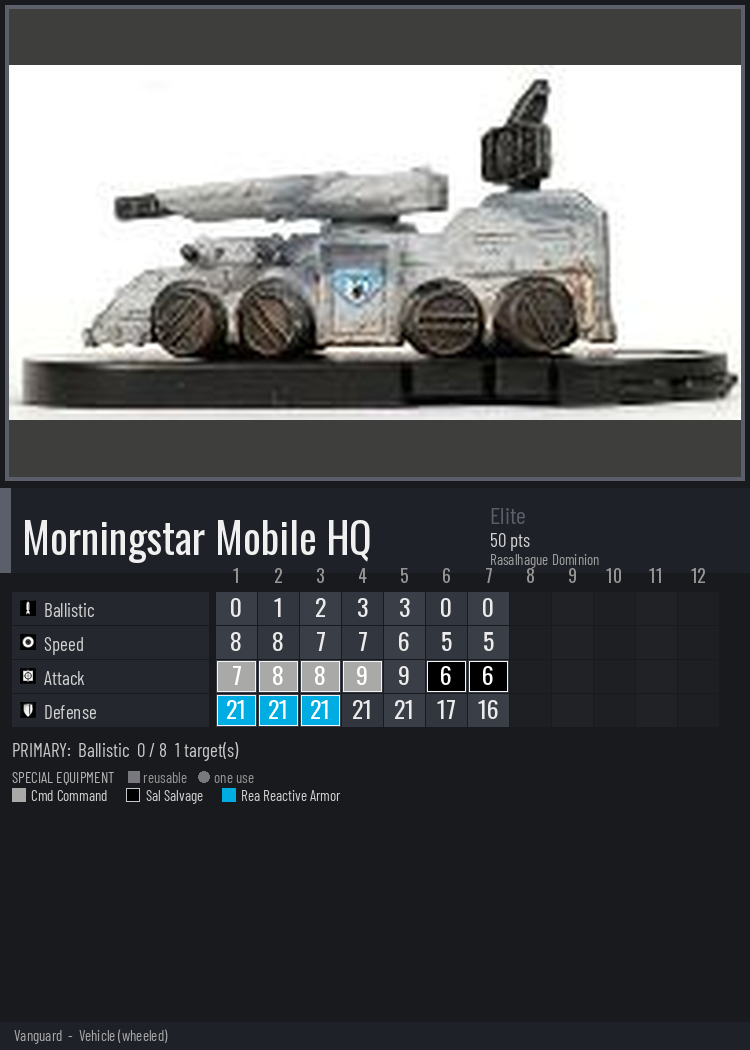 Morningstar Mobile HQ
Elite
50 pts
Rasalhague Dominion
1 2 3 4 5 6 7 8 9 10 11 12
Ballistic 0 1 2 3 3 0 0
Speed 8 8 7 7 6 5 5
Attack 7 8 8 9 9 6 6
Defense 21 21 21 21 21 17 16
PRIMARY: Ballistic 0 / 8 1 target(s)
SPECIAL EQUIPMENT reusable one use
Cmd Command Sal Salvage Rea Reactive Armor
Vanguard - Vehicle (wheeled)